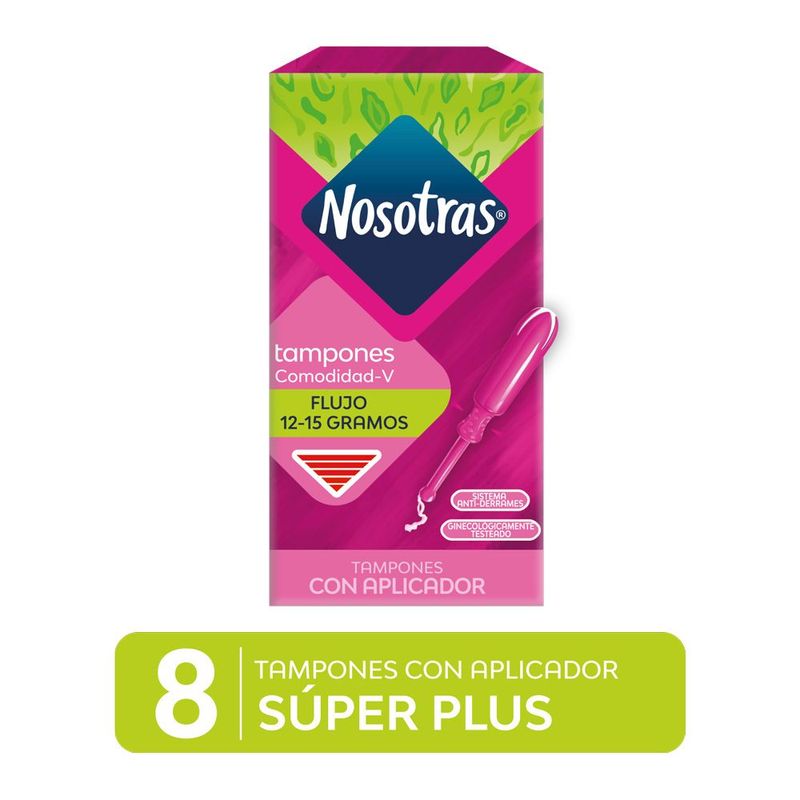 Nosotras®
tampones
Comodidad-V
FLUJO
12-15 GRAMOS
SISTEMA
ANTI-DERRAMES
GINECOLÓGICAMENTE
TESTEADO
TAMPONES
CON APLICADOR
8
TAMPONES CON APLICADOR
SÚPER PLUS